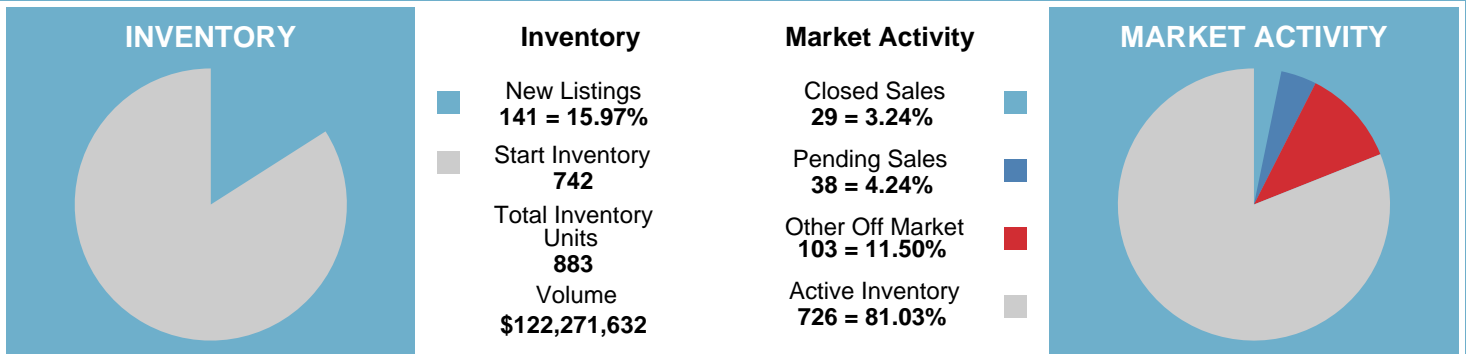 INVENTORY
Inventory
New Listings
141 = 15.97%
Start Inventory
742
Total Inventory
Units
883
Volume
$122,271,632
Market Activity
Closed Sales
29 = 3.24%
Pending Sales
38 = 4.24%
Other Off Market
103 = 11.50%
Active Inventory
726 = 81.03%
MARKET ACTIVITY